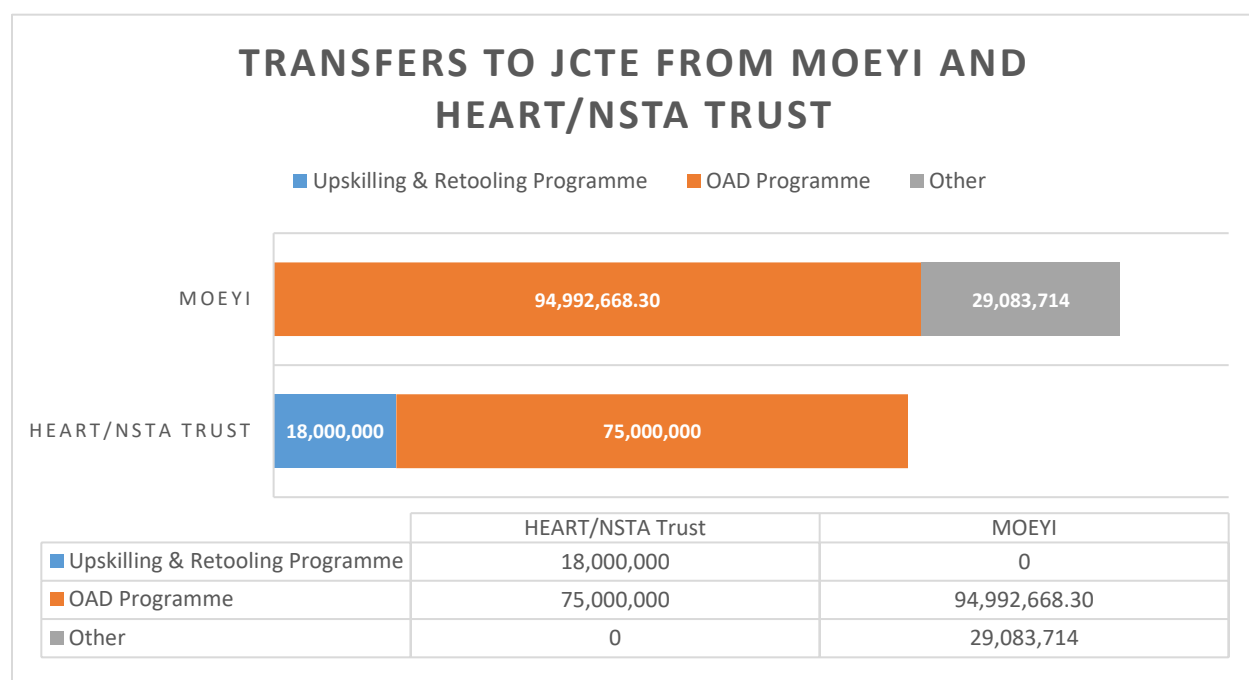 TRANSFERS TO JCTE FROM MOEYI AND
HEART/NSTA TRUST
Upskilling & Retooling Programme OAD Programme Other
MOEYI 94,992,668.30 29,083,714
HEART/NSTA TRUST 18,000,000 75,000,000
HEART/NSTA Trust MOEYI
Upskilling & Retooling Programme 18,000,000 0
OAD Programme 75,000,000 94,992,668.30
Other 0 29,083,714